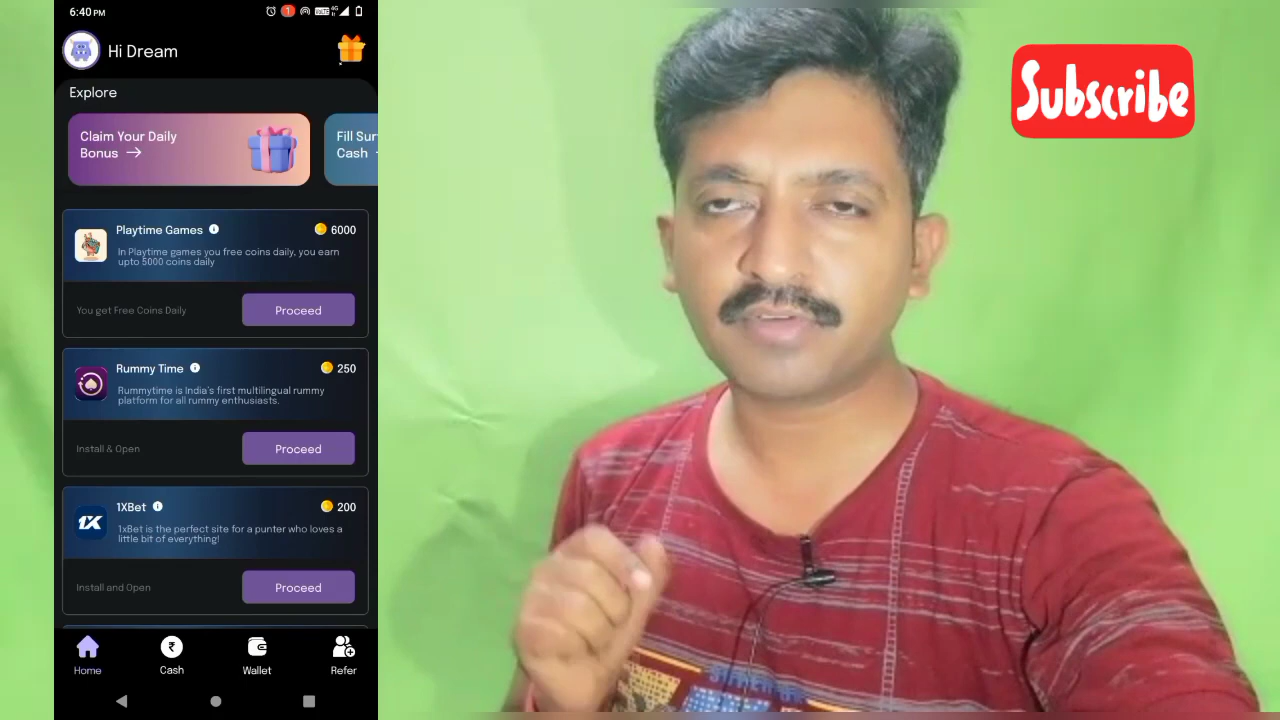 6:40 PM
Hi Dream
Explore
Claim Your Daily
Bonus →
Fill Sur
Cash
Playtime Games
6000
In Playtime games you free coins daily, you earn
upto 5000 coins daily
You get Free Coins Daily
Proceed
Rummy Time
250
Rummytime is India's first multilingual rummy
platform for all rummy enthusiasts.
Install & Open
Proceed
1X
1XBet
200
1xBet is the perfect site for a punter who loves a
little bit of everything!
Install and Open
Proceed
Home
Cash
Wallet
Refer
Subscribe